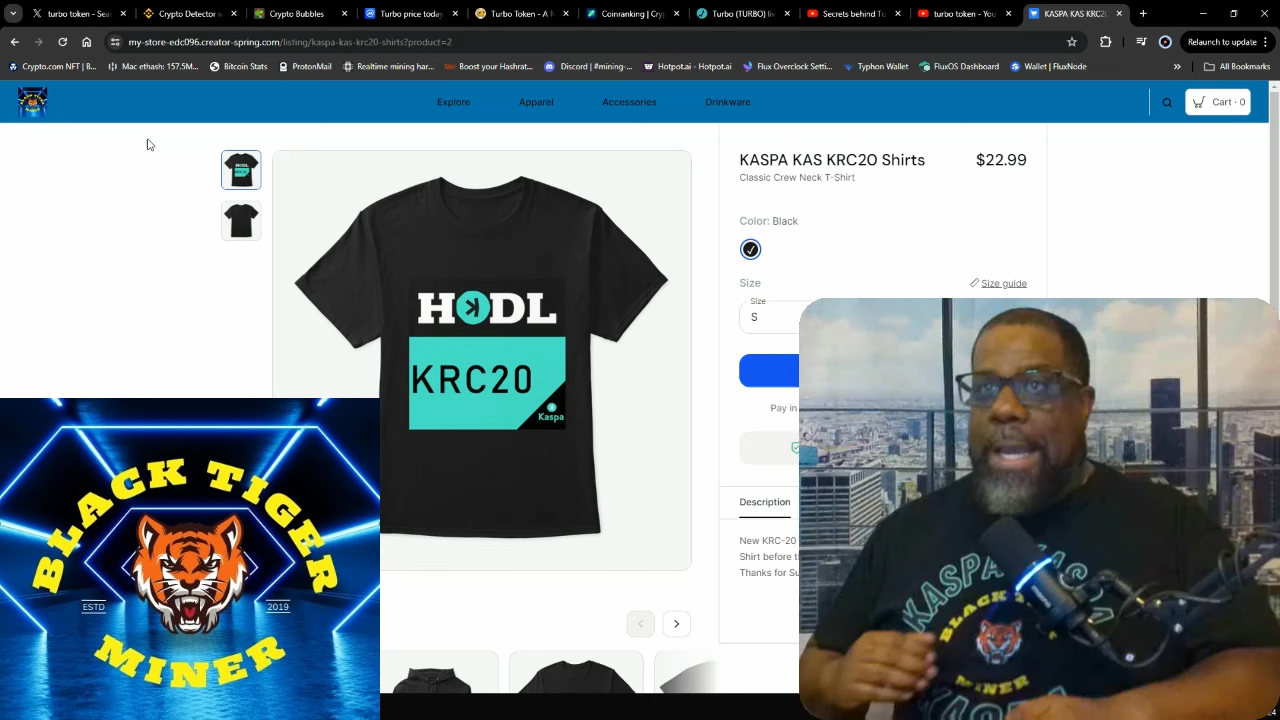 turbo token - Sea
Crypto Detector
Crypto Bubbles
Turbo price today
Turbo Token - A M
Coinranking | Cry
Turbo (TURBO) li
Secrets behind Tu
turbo token - You
KASPA KAS KRC20
my-store-edc096.creator-spring.com/listing/kaspa-kas-krc20-shirts?product=2
Relaunch to update
Crypto.com NFT | B...
Mac ethash: 157.5M...
Bitcoin Stats
ProtonMail
Realtime mining har...
Boost your Hashrat...
Discord | #mining-...
Hotpot.ai - Hotpot.ai
Flux Overclock Setti...
Typhon Wallet
FluxOS Dashboard
Wallet | FluxNode
»
All Bookmarks
Explore
Apparel
Accessories
Drinkware
Cart · 0
KASPA KAS KRC20 Shirts
$22.99
Classic Crew Neck T-Shirt
Color: Black
Size
Size guide
Size
S
Pay in
Description
New KRC-20
Shirt before t
Thanks for Su
HODL
KRC20
Kaspa
BLACK TIGER
ESTD
2019
MINER
KASPA
BLACK
MINER